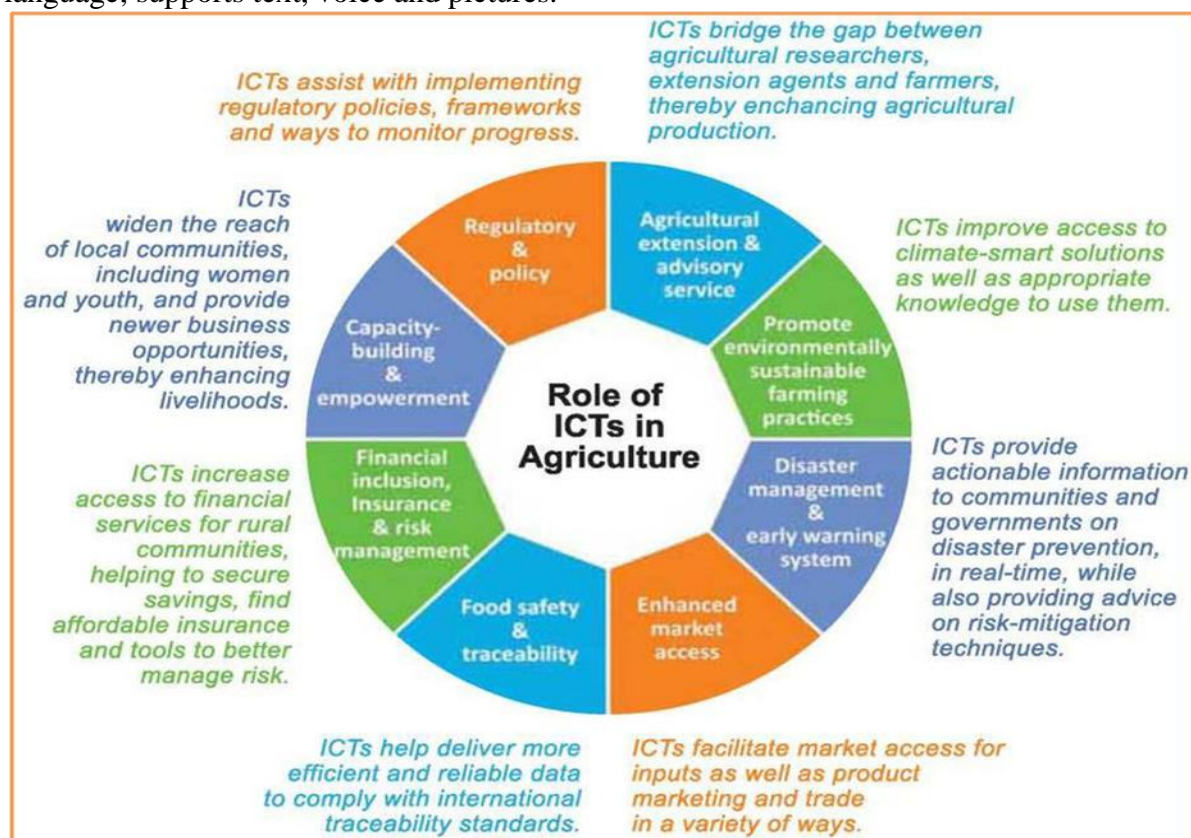 language, supports text, voice and pictures.
ICTs bridge the gap between
agricultural researchers,
extension agents and farmers,
thereby enchancing agricultural
production.
ICTs assist with implementing
regulatory policies, frameworks
and ways to monitor progress.
ICTs
widen the reach
of local communities,
including women
and youth, and provide
newer business
opportunities,
thereby enhancing
livelihoods.
Regulatory
&
policy
Agricultural
extension &
advisory
service
ICTs improve access to
climate-smart solutions
as well as appropriate
knowledge to use them.
Capacity-
building
&
empowerment
Promote
environmentally
sustainable
farming
practices
Role of
ICTs in
Agriculture
ICTs increase
access to financial
services for rural
communities,
helping to secure
savings, find
affordable insurance
and tools to better
manage risk.
Financial
inclusion,
Insurance
& risk
management
Disaster
management
&
early warning
system
ICTs provide
actionable information
to communities and
governments on
disaster prevention,
in real-time, while
also providing advice
on risk-mitigation
techniques.
Food safety
&
traceability
Enhanced
market
access
ICTs help deliver more
efficient and reliable data
to comply with international
traceability standards.
ICTs facilitate market access for
inputs as well as product
marketing and trade
in a variety of ways.